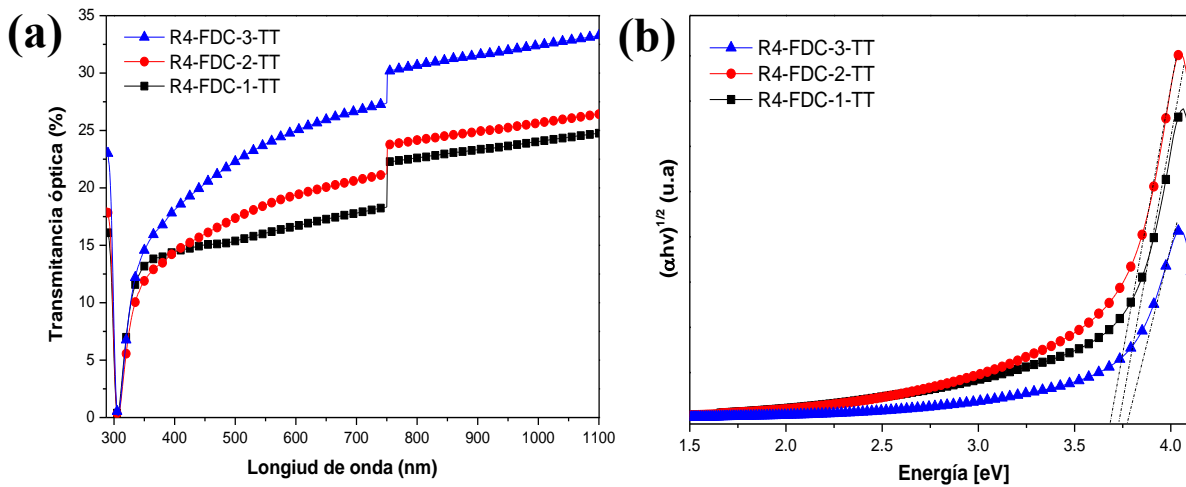 (a)
R4-FDC-3-TT
R4-FDC-2-TT
R4-FDC-1-TT
Transmitancia óptica (%)
35
30
25
20
15
10
5
0
300 400 500 600 700 800 900 1000 1100
Longiud de onda (nm)
(b)
R4-FDC-3-TT
R4-FDC-2-TT
R4-FDC-1-TT
(αhν)1/2 (u.a)
1.5 2.0 2.5 3.0 3.5 4.0
Energía [eV]